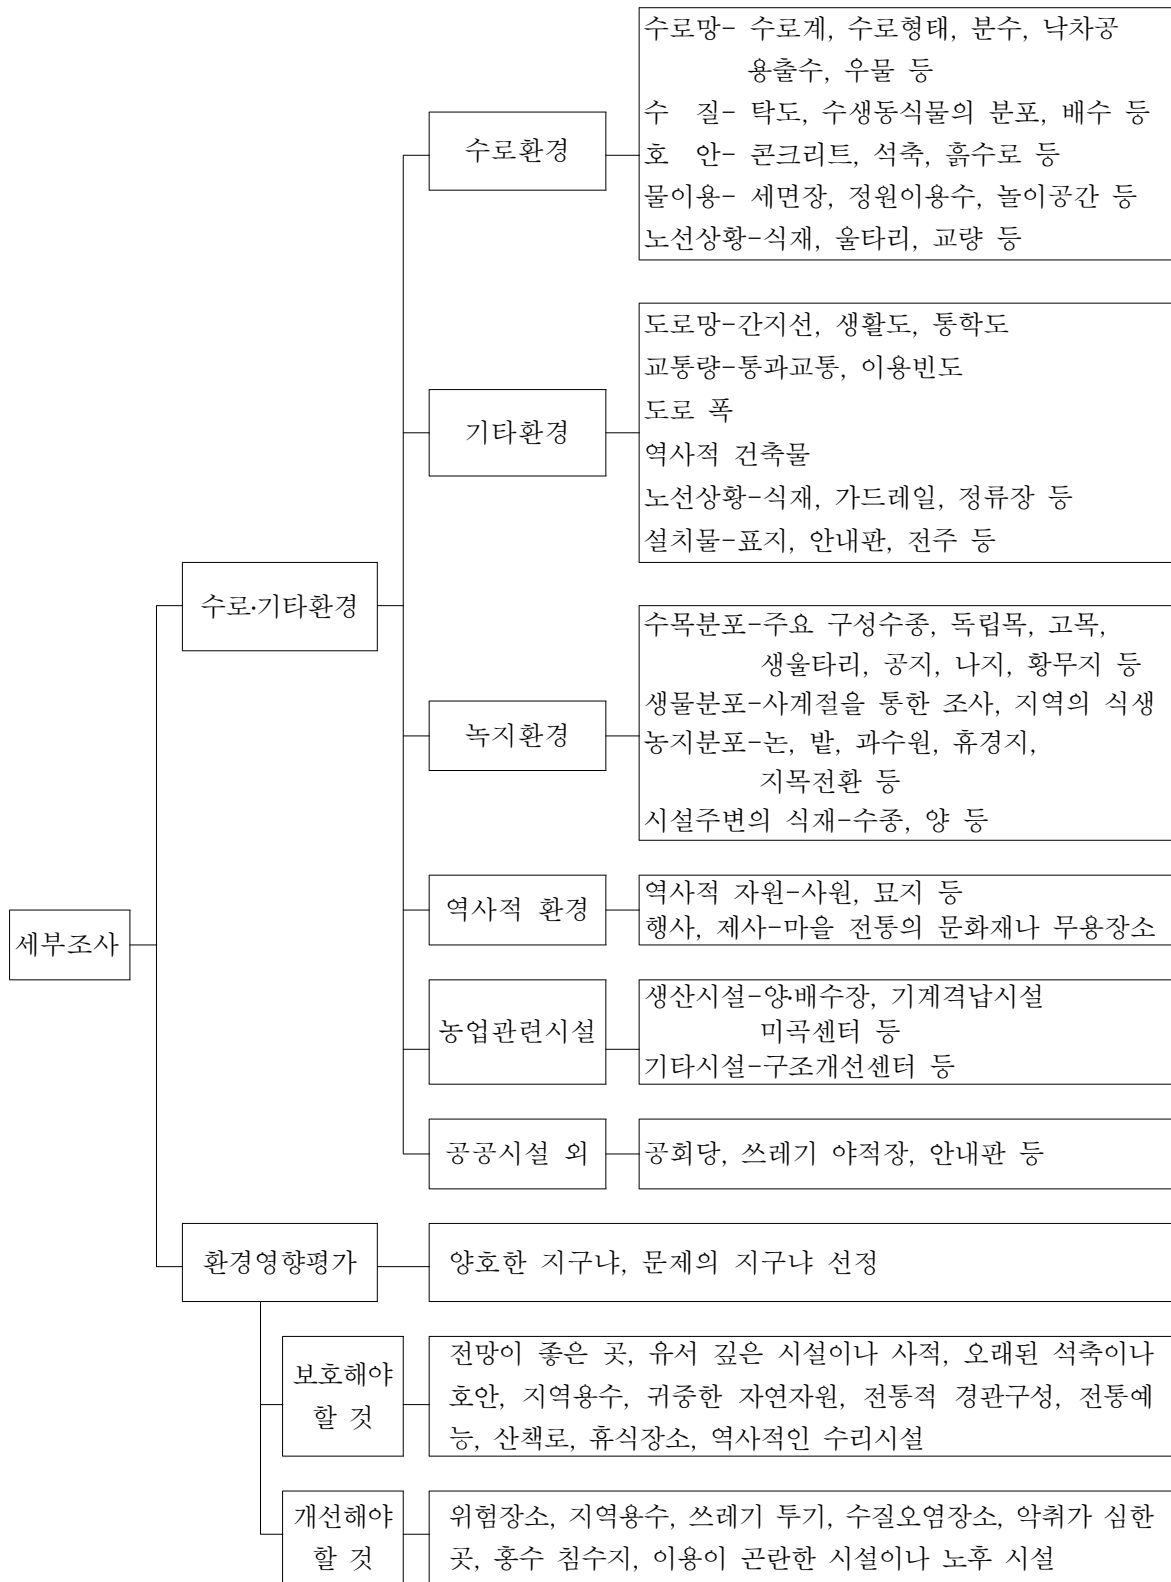 수로망- 수로계, 수로형태, 분수, 낙차공
용출수, 우물 등
수 질- 탁도, 수생동식물의 분포, 배수 등
호 안- 콘크리트, 석축, 흙수로 등
물이용- 세면장, 정원이용수, 놀이공간 등
노선상황-식재, 울타리, 교량 등
수로환경
도로망-간지선, 생활도, 통학도
교통량-통과교통, 이용빈도
도로 폭
역사적 건축물
노선상황-식재, 가드레일, 정류장 등
설치물-표지, 안내판, 전주 등
기타환경
수로·기타환경
수목분포-주요 구성수종, 독립목, 고목,
생울타리, 공지, 나지, 황무지 등
생물분포-사계절을 통한 조사, 지역의 식생
농지분포-논, 밭, 과수원, 휴경지,
지목전환 등
시설주변의 식재-수종, 양 등
녹지환경
역사적 환경
역사적 자원-사원, 묘지 등
행사, 제사-마을 전통의 문화재나 무용장소
세부조사
농업관련시설
생산시설-양·배수장, 기계격납시설
미곡센터 등
기타시설-구조개선센터 등
공공시설 외
공회당, 쓰레기 야적장, 안내판 등
환경영향평가
양호한 지구냐, 문제의 지구냐 선정
보호해야
할 것
전망이 좋은 곳, 유서 깊은 시설이나 사적, 오래된 석축이나
호안, 지역용수, 귀중한 자연자원, 전통적 경관구성, 전통예
능, 산책로, 휴식장소, 역사적인 수리시설
개선해야
할 것
위험장소, 지역용수, 쓰레기 투기, 수질오염장소, 악취가 심한
곳, 홍수 침수지, 이용이 곤란한 시설이나 노후 시설